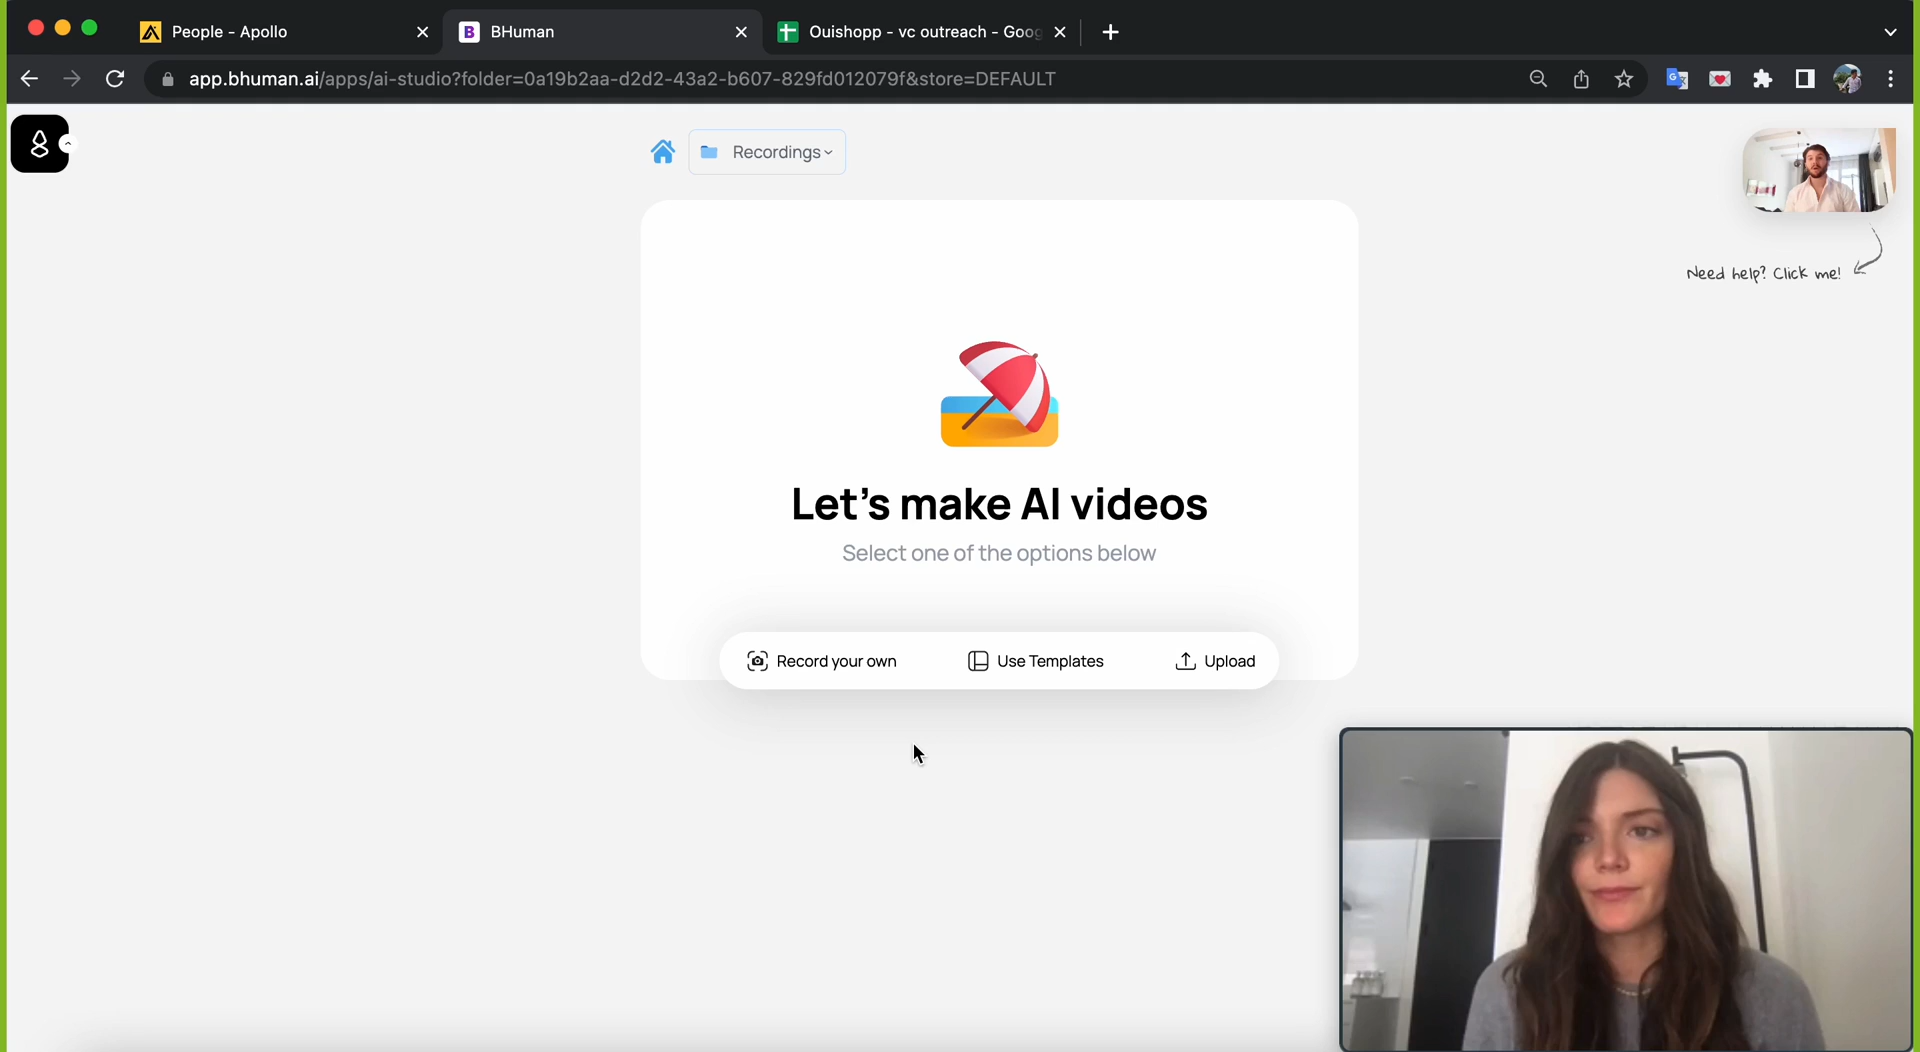 People - Apollo
BHuman
Ouishopp - vc outreach - Goog
app.bhuman.ai/apps/ai-studio?folder=0a19b2aa-d2d2-43a2-b607-829fd012079f&store=DEFAULT
Recordings
Need help? Click me!
Let's make AI videos
Select one of the options below
Record your own
Use Templates
Upload